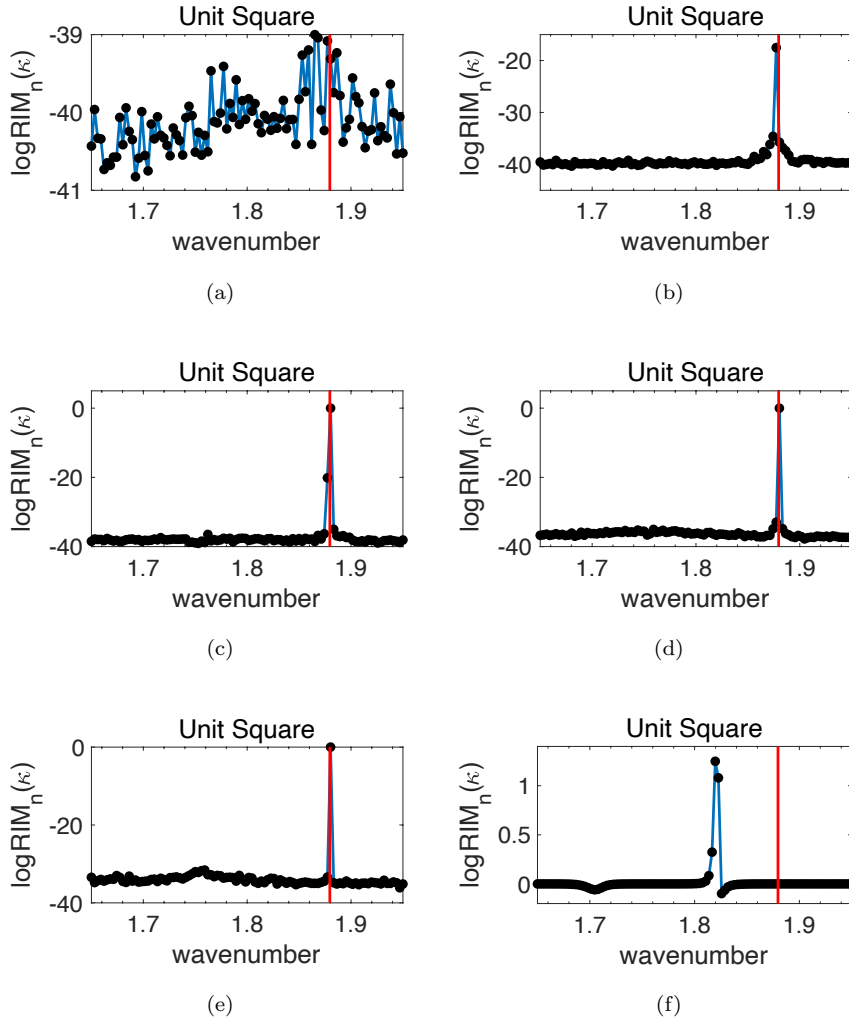 Unit Square
Unit Square
-39
-40
-41
logRIM_n(κ)
1.7 1.8 1.9
wavenumber
-20
-30
-40
logRIM_n(κ)
1.7 1.8 1.9
wavenumber
(a)
(b)
Unit Square
Unit Square
0
-20
-40
logRIM_n(κ)
1.7 1.8 1.9
wavenumber
0
-20
-40
logRIM_n(κ)
1.7 1.8 1.9
wavenumber
(c)
(d)
Unit Square
Unit Square
0
-20
-40
logRIM_n(κ)
1.7 1.8 1.9
wavenumber
1
0.5
0
logRIM_n(κ)
1.7 1.8 1.9
wavenumber
(e)
(f)